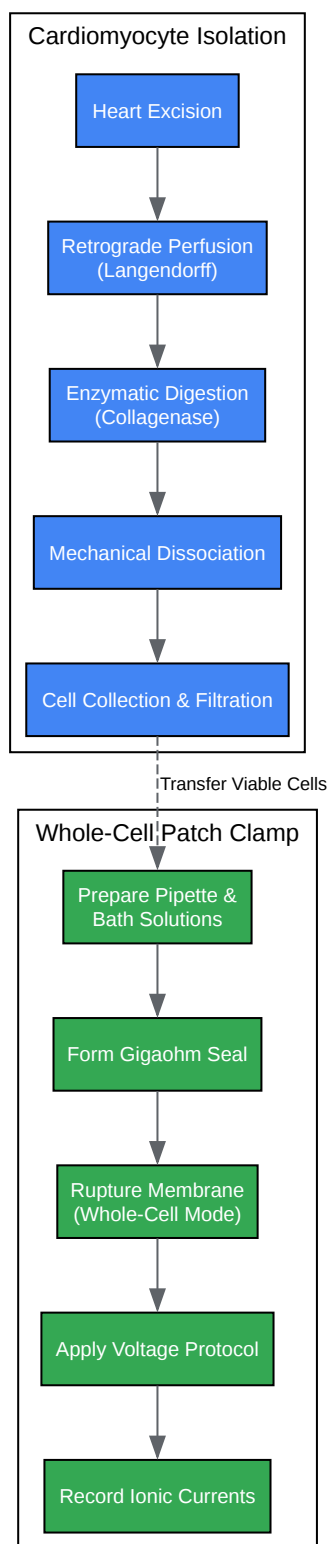 Cardiomyocyte Isolation
Heart Excision
Retrograde Perfusion
(Langendorff)
Enzymatic Digestion
(Collagenase)
Mechanical Dissociation
Cell Collection & Filtration
Transfer Viable Cells
Whole-Cell Patch Clamp
Prepare Pipette &
Bath Solutions
Form Gigaohm Seal
Rupture Membrane
(Whole-Cell Mode)
Apply Voltage Protocol
Record Ionic Currents